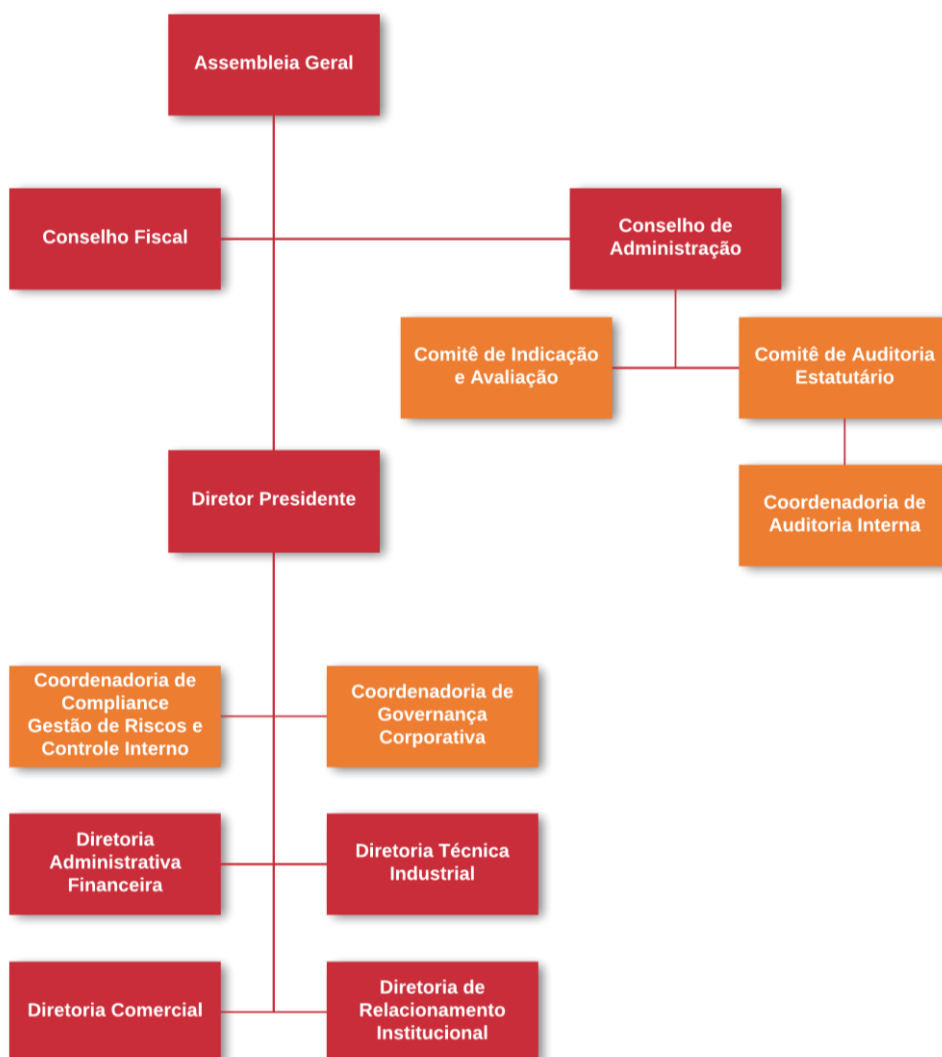 Assembleia Geral
Conselho Fiscal
Conselho de
Administração
Comitê de Indicação
e Avaliação
Comitê de Auditoria
Estatutário
Diretor Presidente
Coordenadoria de
Auditoria Interna
Coordenadoria de
Compliance
Gestão de Riscos e
Controle Interno
Coordenadoria de
Governança
Corporativa
Diretoria
Administrativa
Financeira
Diretoria Técnica
Industrial
Diretoria Comercial
Diretoria de
Relacionamento
Institucional